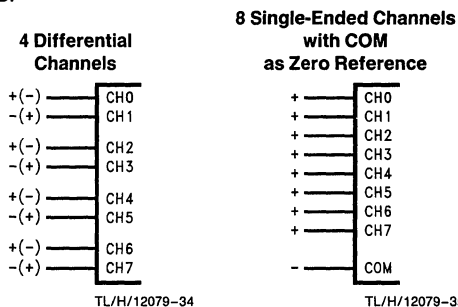 4 Differential
Channels
+(-) CH0
-(+) CH1
+(-) CH2
-(+) CH3
+(-) CH4
-(+) CH5
+(-) CH6
-(+) CH7
TL/H/12079-34
8 Single-Ended Channels
with COM
as Zero Reference
+ CH0
+ CH1
+ CH2
+ CH3
+ CH4
+ CH5
+ CH6
+ CH7
- COM
TL/H/12079-3